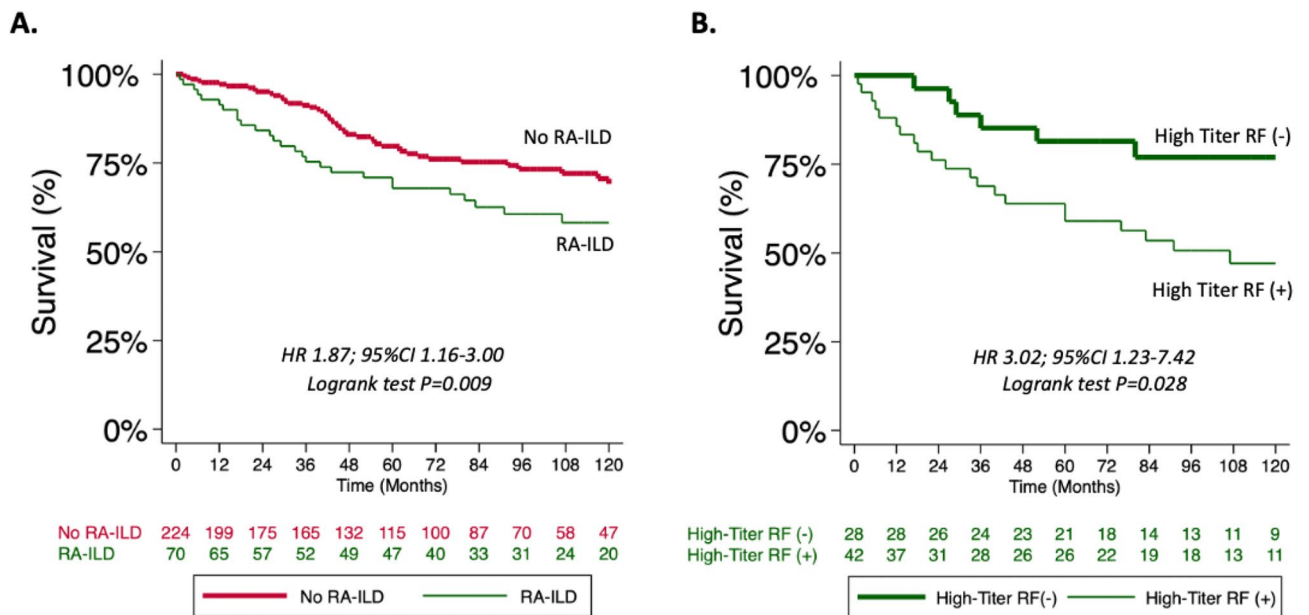 A.
100%
75%
50%
25%
0%
Survival (%)
No RA-ILD
RA-ILD
HR 1.87; 95%CI 1.16-3.00
Logrank test P=0.009
0 12 24 36 48 60 72 84 96 108 120
Time (Months)
No RA-ILD 224 199 175 165 132 115 100 87 70 58 47
RA-ILD 70 65 57 52 49 47 40 33 31 24 20
No RA-ILD RA-ILD
B.
100%
75%
50%
25%
0%
Survival (%)
High Titer RF (-)
High Titer RF (+)
HR 3.02; 95%CI 1.23-7.42
Logrank test P=0.028
0 12 24 36 48 60 72 84 96 108 120
Time (Months)
High-Titer RF (-) 28 28 26 24 23 21 18 14 13 11 9
High-Titer RF (+) 42 37 31 28 26 26 22 19 18 13 11
High-Titer RF(-) High-Titer RF (+)